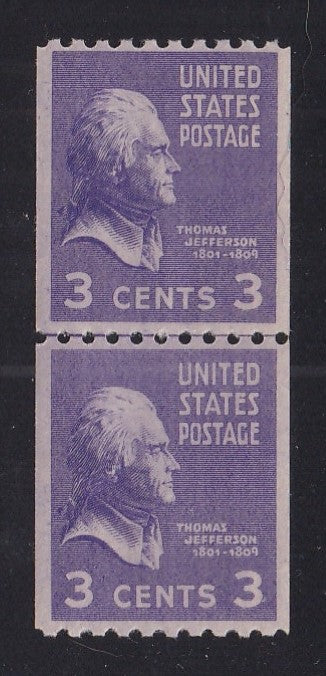 UNITED
STATES
POSTAGE
THOMAS
JEFFERSON
1801-1809
3 CENTS 3
UNITED
STATES
POSTAGE
THOMAS
JEFFERSON
1801-1809
3 CENTS 3